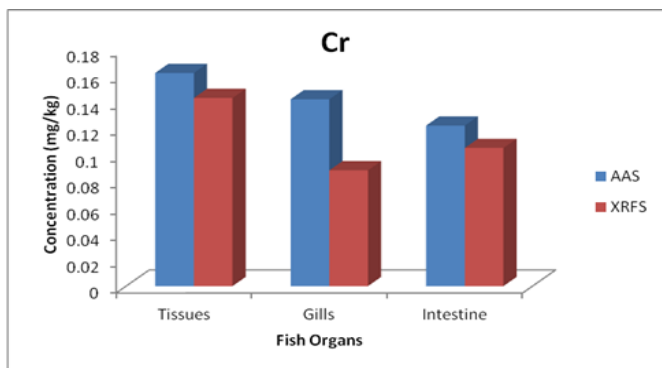 Cr
Concentration (mg/kg)
0.18
0.16
0.14
0.12
0.1
0.08
0.06
0.04
0.02
0
Tissues
Gills
Intestine
Fish Organs
AAS
XRFS